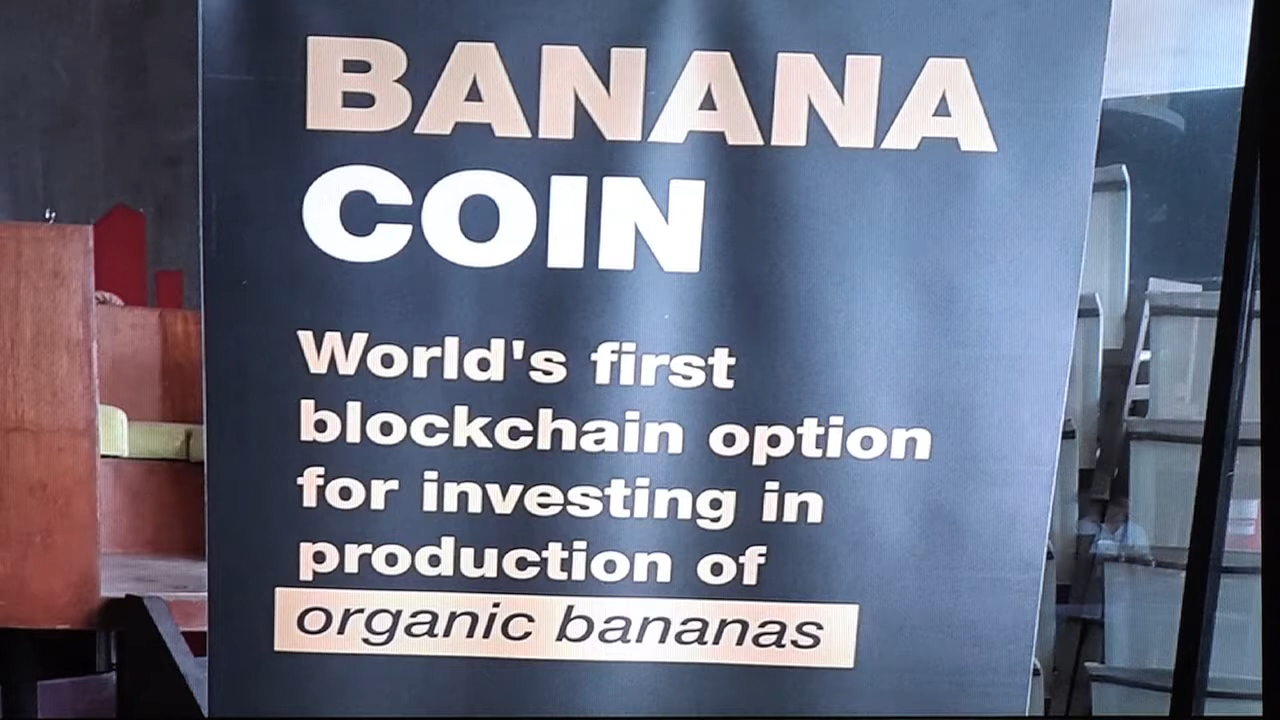 BANANA
COIN
World's first
blockchain option
for investing in
production of
organic bananas